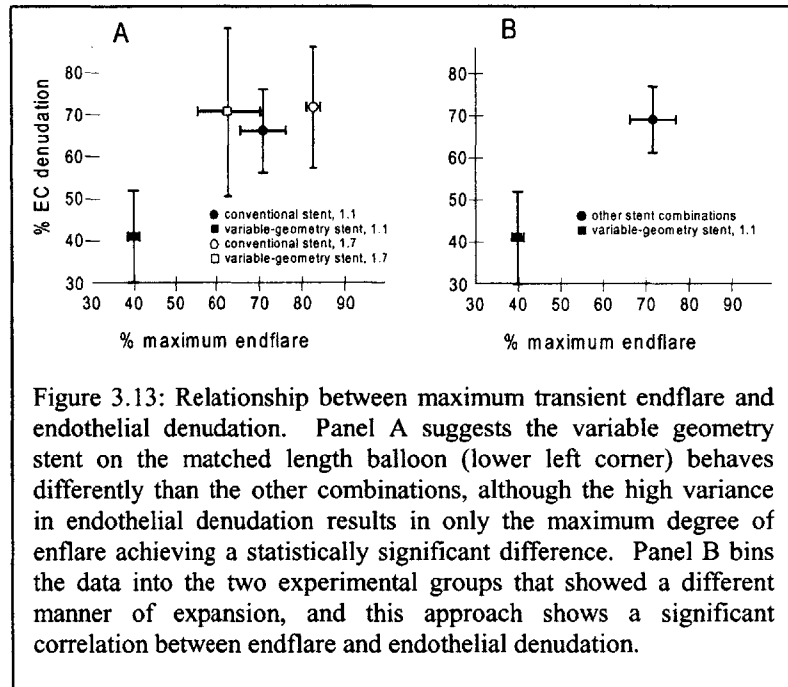 A
80
70
60
50
40
30
% EC denudation
● conventional stent, 1.1
■ variable-geometry stent, 1.1
○ conventional stent, 1.7
□ variable-geometry stent, 1.7
30 40 50 60 70 80 90
% maximum endflare
B
80
70
60
50
40
30
● other stent combinations
■ variable-geometry stent, 1.1
30 40 50 60 70 80 90
% maximum endflare
Figure 3.13: Relationship between maximum transient endflare and
endothelial denudation. Panel A suggests the variable geometry
stent on the matched length balloon (lower left corner) behaves
differently than the other combinations, although the high variance
in endothelial denudation results in only the maximum degree of
enflare achieving a statistically significant difference. Panel B bins
the data into the two experimental groups that showed a different
manner of expansion, and this approach shows a significant
correlation between endflare and endothelial denudation.